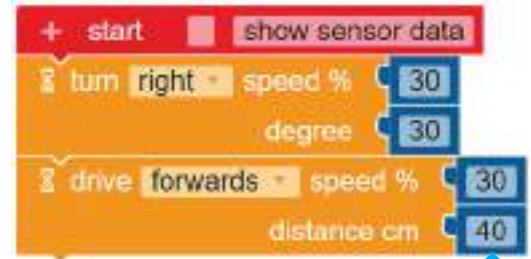 + start show sensor data
turn right speed % 30
degree 30
drive forwards speed % 30
distance cm 40